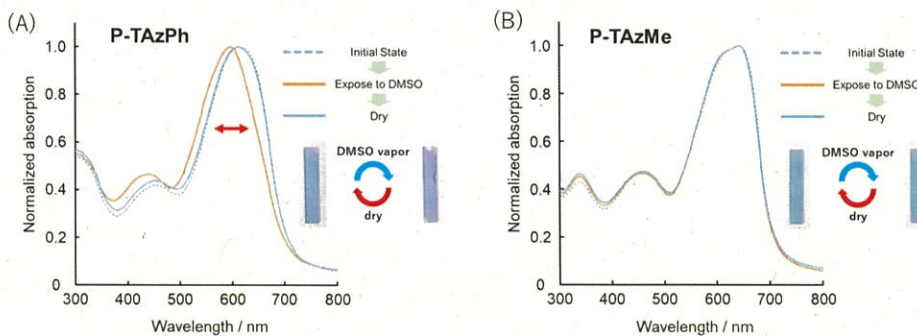 (A)
P-TAzPh
Initial State
Expose to DMSO
Dry
DMSO vapor
dry
Normalized absorption
1.0
0.8
0.6
0.4
0.2
0
300 400 500 600 700 800
Wavelength / nm
(B)
P-TAzMe
Initial State
Expose to DMSO
Dry
DMSO vapor
dry
Normalized absorption
1.0
0.8
0.6
0.4
0.2
0
300 400 500 600 700 800
Wavelength / nm